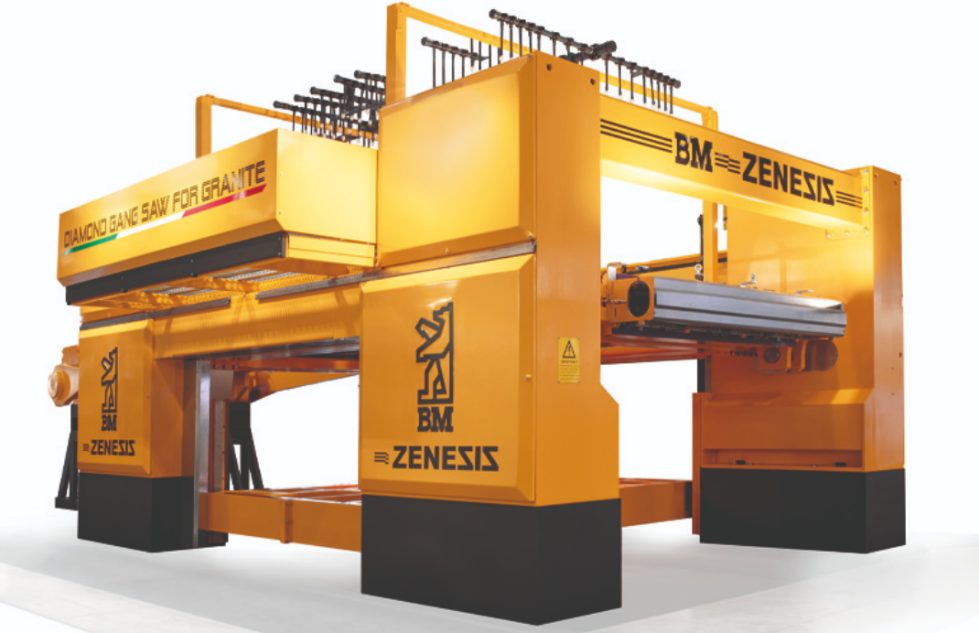 DIAMOND GANG SAW FOR GRANITE
BM ZENESIS
BM
ZENESIS
BM
ZENESIS